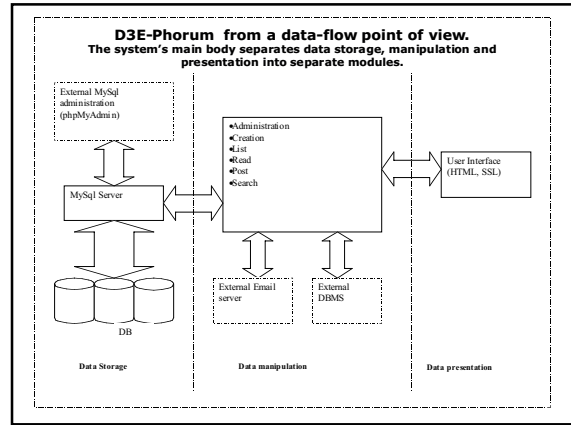 D3E-Phorum from a data-flow point of view.
The system's main body separates data storage, manipulation and
presentation into separate modules.
External MySql
administration
(phpMyAdmin)
MySql Server
DB
Data Storage
•Administration
•Creation
•List
•Read
•Post
•Search
External Email
server
External
DBMS
Data manipulation
User Interface
(HTML, SSL)
Data presentation